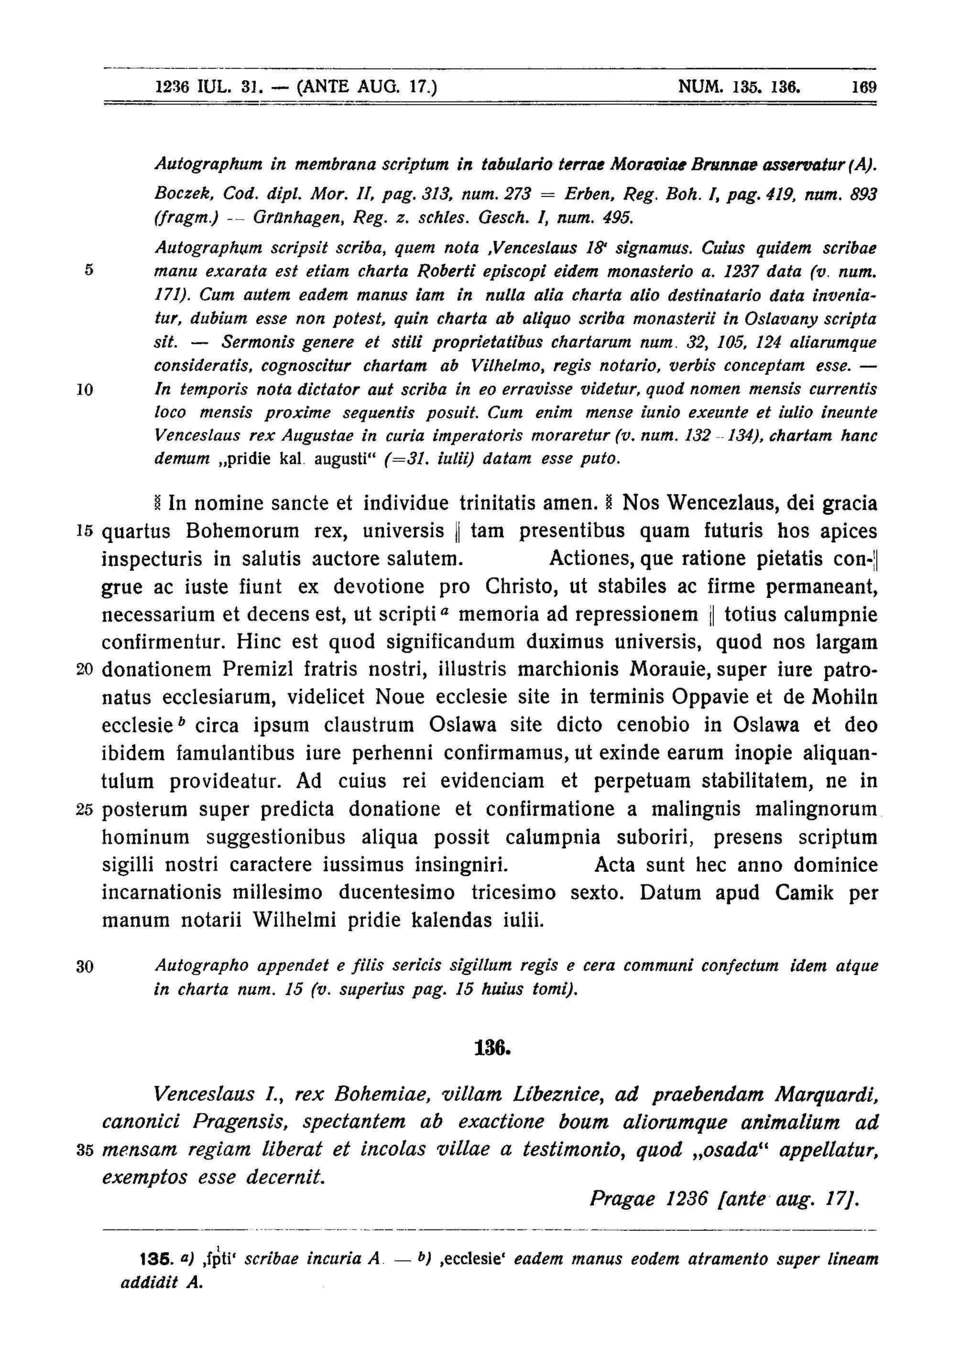 1236 IUL. 31. — (ANTE AUG. 17.) NUM. 135. 136. 169
Autographum in membrana scriptum in tabulario terrae Moraviae Brunnae asservatur (A).
Boczek, Cod. dipl. Mor. II, pag. 313, num. 273 = Erben, Reg. Boh. I, pag. 419, num. 893
(fragm.) -- Grünhagen, Reg. z. schles. Gesch. I, num. 495.
Autographum scripsit scriba, quem nota ‚Venceslaus 18‘ signamus. Cuius quidem scribae
5 manu exarata est etiam charta Roberti episcopi eidem monasterio a. 1237 data (v. num.
171). Cum autem eadem manus iam in nulla alia charta alio destinatario data invenia-
tur, dubium esse non potest, quin charta ab aliquo scriba monasterii in Oslavany scripta
sit. — Sermonis genere et stili proprietatibus chartarum num. 32, 105, 124 aliarumque
consideratis, cognoscitur chartam ab Vilhelmo, regis notario, verbis conceptam esse. —
10 In temporis nota dictator aut scriba in eo erravisse videtur, quod nomen mensis currentis
loco mensis proxime sequentis posuit. Cum enim mense iunio exeunte et iulio ineunte
Venceslaus rex Augustae in curia imperatoris moraretur (v. num. 132 - 134), chartam hanc
demum „pridie kal. augusti“ (=31. iulii) datam esse puto.
⁑ In nomine sancte et individue trinitatis amen. ⁑ Nos Wencezlaus, dei gracia
15 quartus Bohemorum rex, universis || tam presentibus quam futuris hos apices
inspecturis in salutis auctore salutem. Actiones, que ratione pietatis con-||
grue ac iuste fiunt ex devotione pro Christo, ut stabiles ac firme permaneant,
necessarium et decens est, ut scripti a memoria ad repressionem || totius calumpnie
confirmentur. Hinc est quod significandum duximus universis, quod nos largam
20 donationem Premizl fratris nostri, illustris marchionis Morauie, super iure patro-
natus ecclesiarum, videlicet Noue ecclesie site in terminis Oppavie et de Mohiln
ecclesie b circa ipsum claustrum Oslawa site dicto cenobio in Oslawa et deo
ibidem famulantibus iure perhenni confirmamus, ut exinde earum inopie aliquan-
tulum provideatur. Ad cuius rei evidenciam et perpetuam stabilitatem, ne in
25 posterum super predicta donatione et confirmatione a malingnis malingnorum
hominum suggestionibus aliqua possit calumpnia suboriri, presens scriptum
sigilli nostri caractere iussimus insingniri. Acta sunt hec anno dominice
incarnationis millesimo ducentesimo tricesimo sexto. Datum apud Camik per
manum notarii Wilhelmi pridie kalendas iulii.
30 Autographo appendet e filis sericis sigillum regis e cera communi confectum idem atque
in charta num. 15 (v. superius pag. 15 huius tomi).
136.
Venceslaus I., rex Bohemiae, villam Líbeznice, ad praebendam Marquardi,
canonici Pragensis, spectantem ab exactione boum aliorumque animalium ad
35 mensam regiam liberat et incolas villae a testimonio, quod „osada“ appellatur,
exemptos esse decernit.
Pragae 1236 [ante aug. 17].
135. a) ‚ſpͥti‘ scribae incuria A. — b) ‚ecclesie‘ eadem manus eodem atramento super lineam
addidit A.